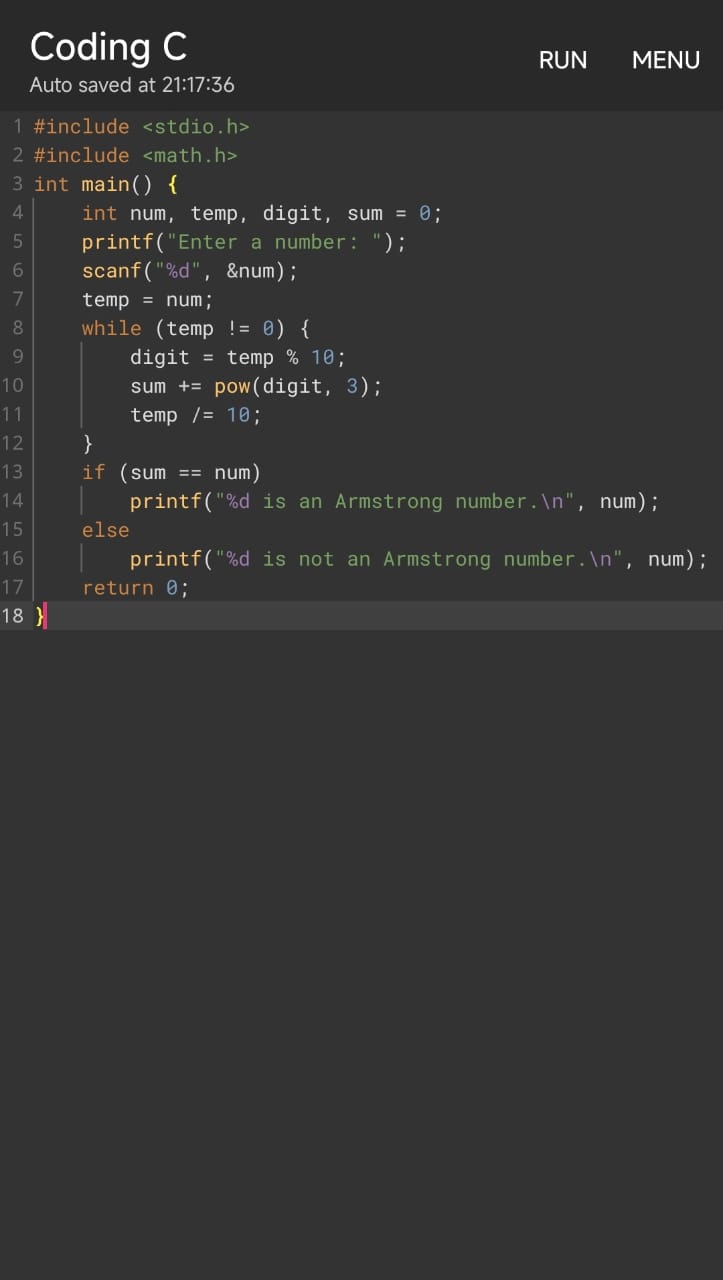 Coding C
Auto saved at 21:17:36
RUN MENU
1 #include <stdio.h>
2 #include <math.h>
3 int main() {
4     int num, temp, digit, sum = 0;
5     printf("Enter a number: ");
6     scanf("%d", &num);
7     temp = num;
8     while (temp != 0) {
9         digit = temp % 10;
10         sum += pow(digit, 3);
11         temp /= 10;
12     }
13     if (sum == num)
14         printf("%d is an Armstrong number.\n", num);
15     else
16         printf("%d is not an Armstrong number.\n", num);
17     return 0;
18 }